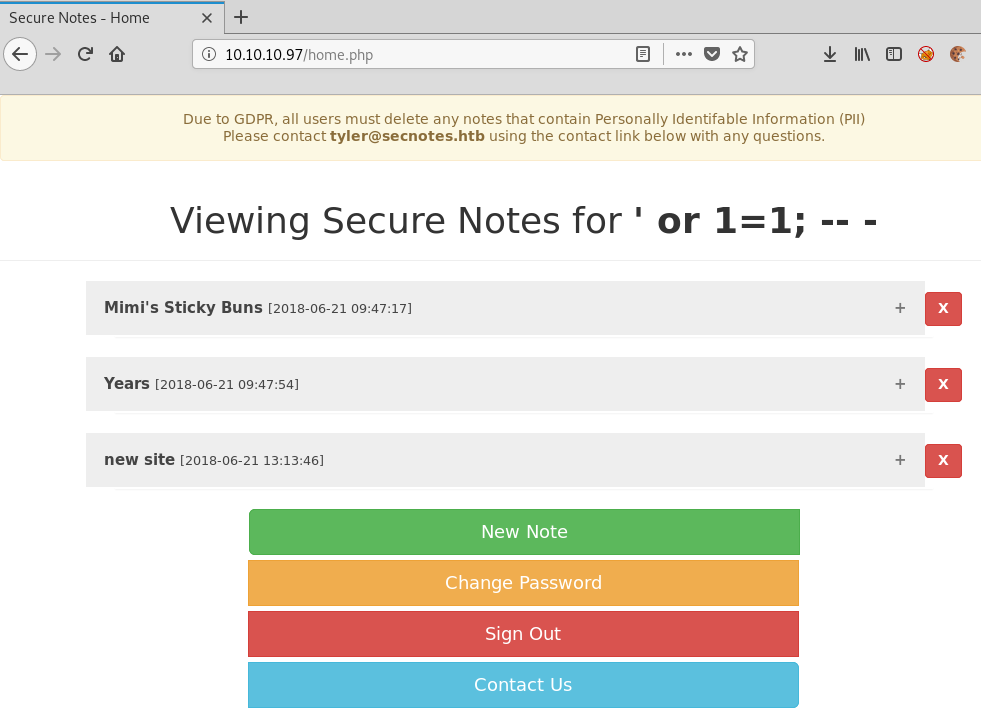 Secure Notes - Home
10.10.10.97/home.php
Due to GDPR, all users must delete any notes that contain Personally Identifable Information (PII)
Please contact tyler@secnotes.htb using the contact link below with any questions.
Viewing Secure Notes for ' or 1=1; -- -
Mimi's Sticky Buns [2018-06-21 09:47:17] + X
Years [2018-06-21 09:47:54] + X
new site [2018-06-21 13:13:46] + X
New Note
Change Password
Sign Out
Contact Us